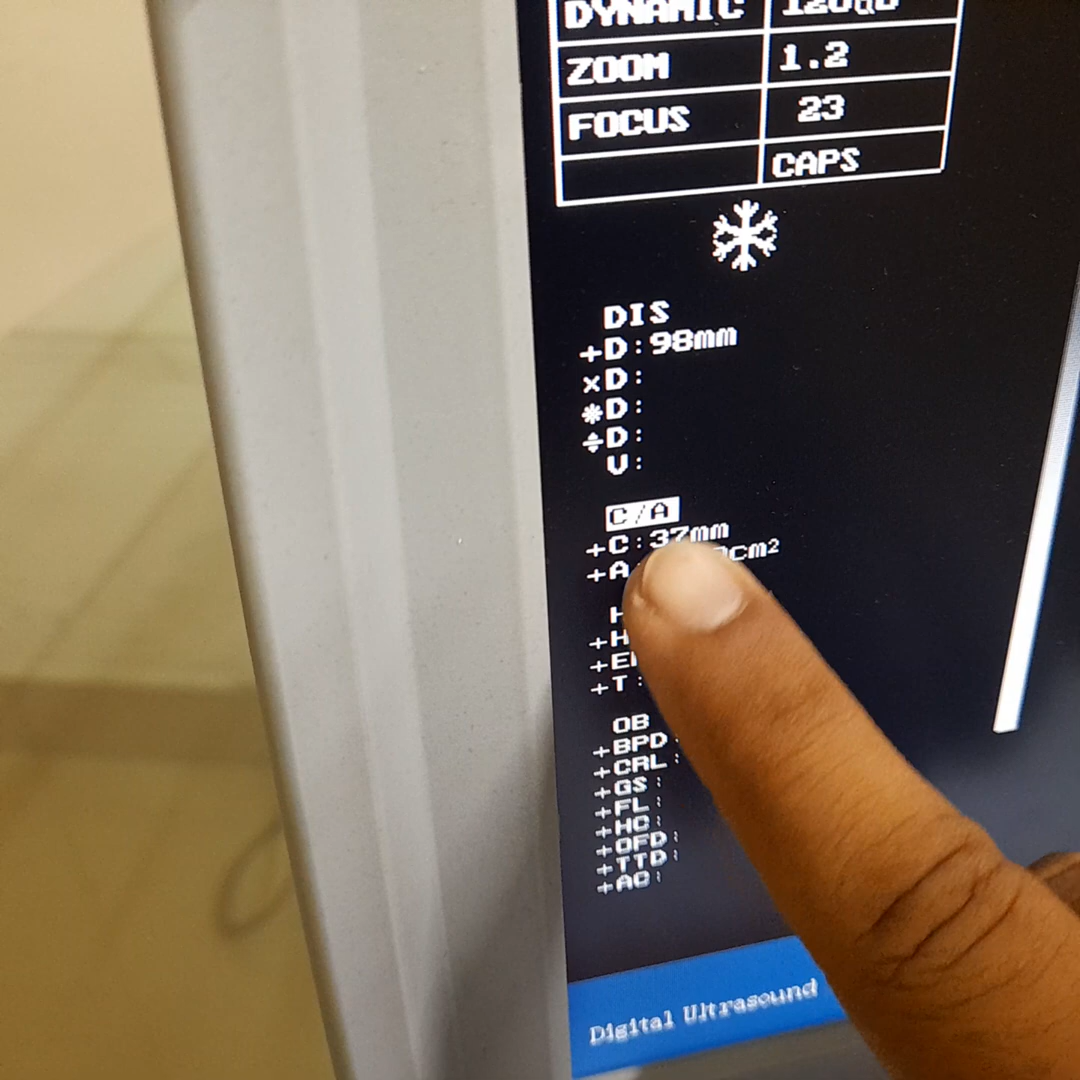 DYNAMIC
ZOOM 1.2
FOCUS 23
CAPS
DIS
+D:98mm
×D:
*D:
÷D:
V:
C/A
+C:37mm
+A cm²
+T:
OB
+BPD:
+CRL:
+GS:
+FL:
+HC:
+OFD:
+TTD:
+AC:
Digital Ultrasound